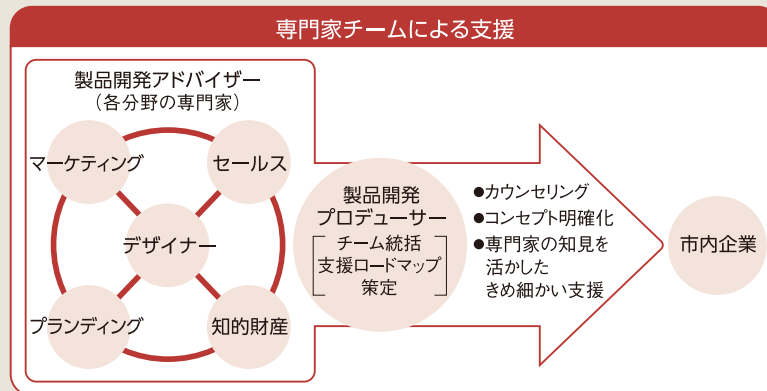 専門家チームによる支援
製品開発アドバイザー
（各分野の専門家）
マーケティング
セールス
デザイナー
プランディング
知的財産
製品開発
プロデューサー
チーム統括
支援ロードマップ
策定
●カウンセリング
●コンセプト明確化
●専門家の知見を
活かした
きめ細かい支援
市内企業